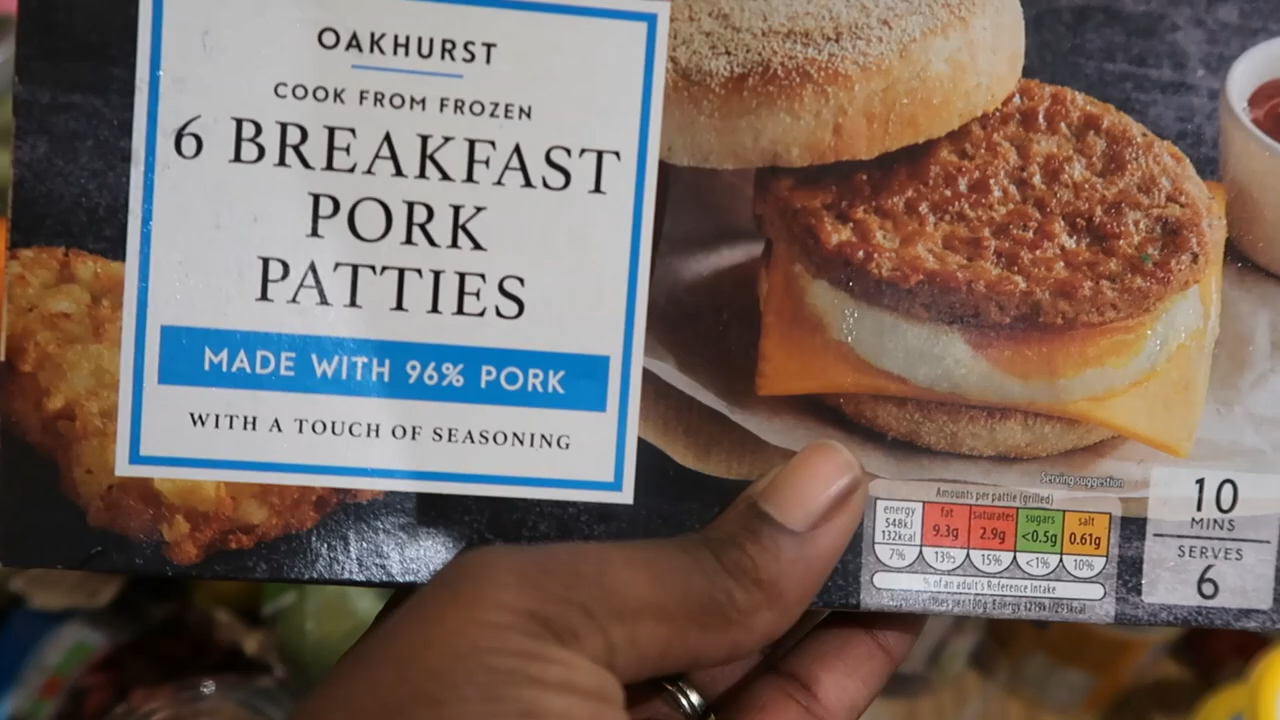 OAKHURST
COOK FROM FROZEN
6 BREAKFAST
PORK
PATTIES
MADE WITH 96% PORK
WITH A TOUCH OF SEASONING
Serving suggestion
Amounts per pattie (grilled)
energy fat saturates sugars salt
548kJ 9.3g 2.9g <0.5g 0.61g
132kcal
7% 13% 15% <1% 10%
% of an adult's Reference Intake
Typical values per 100g: Energy 1219kJ/293kcal
10
MINS
SERVES
6